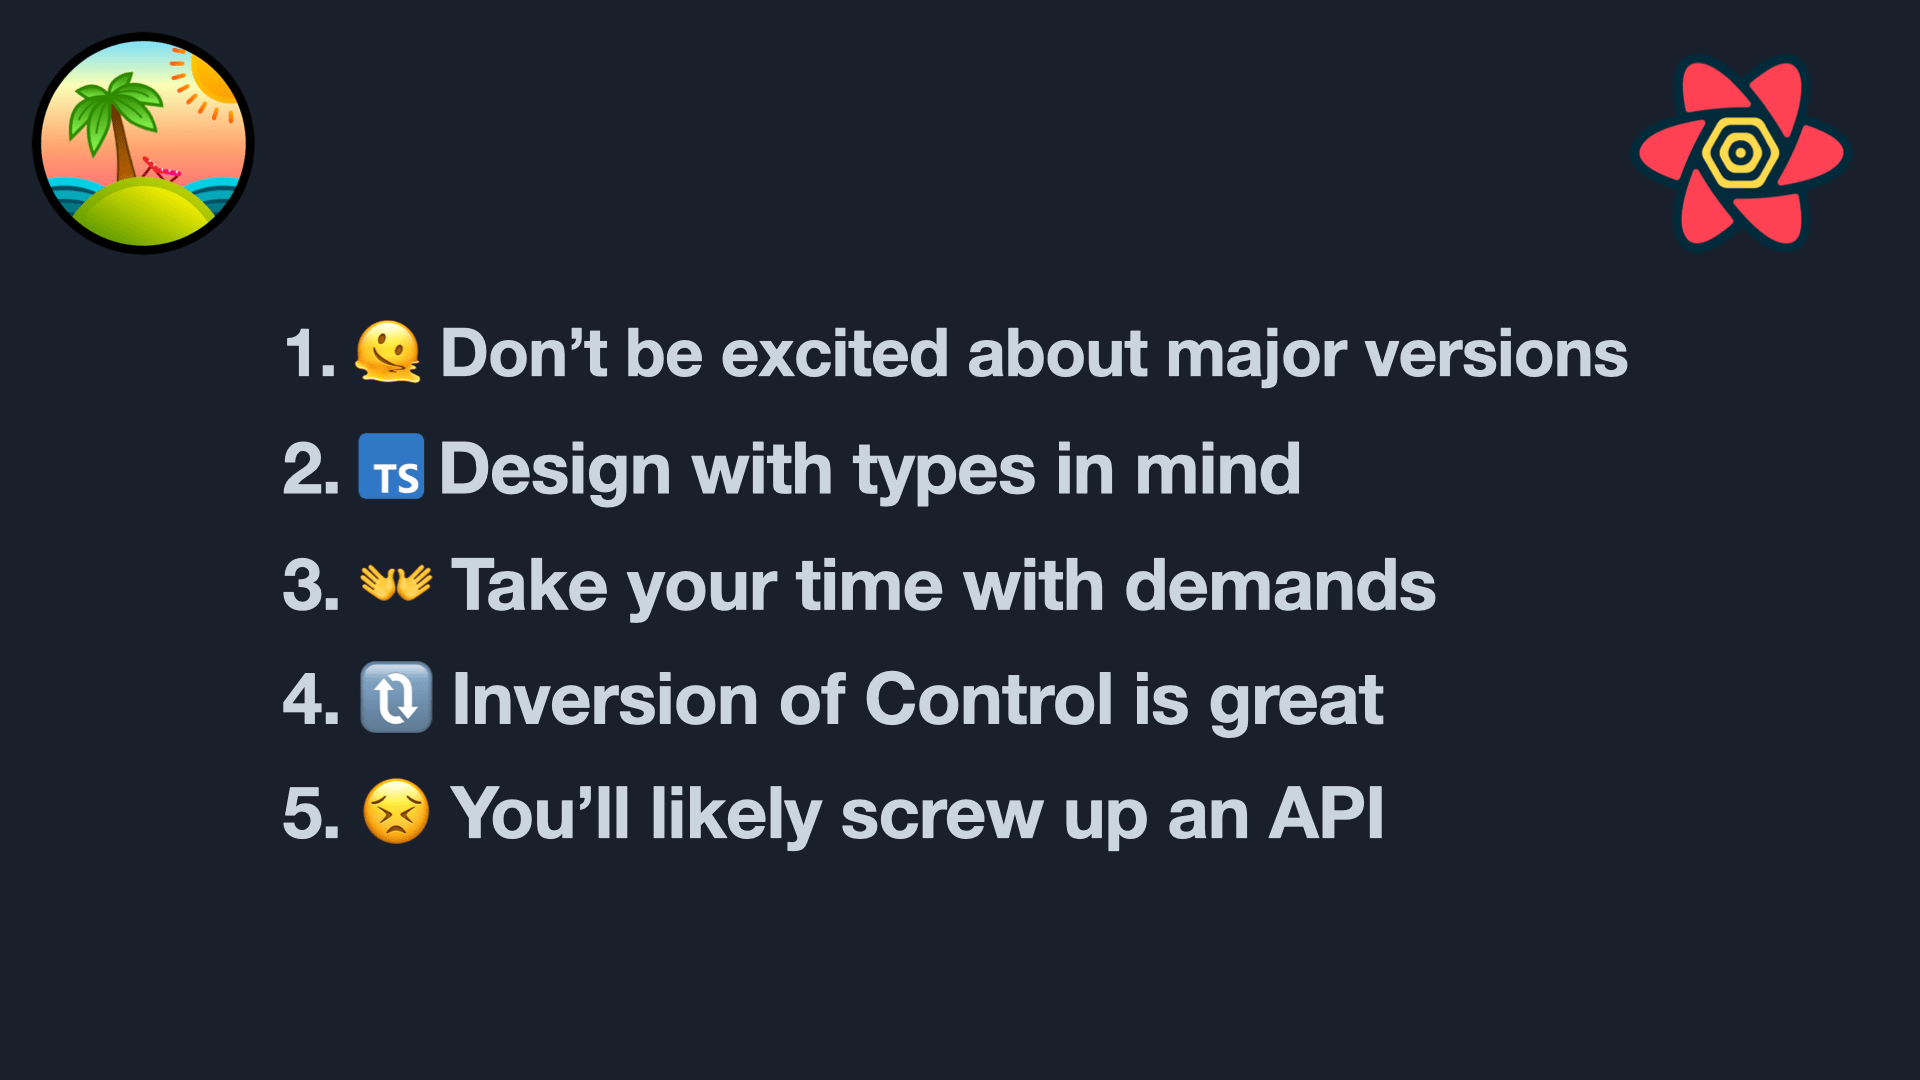 1. 🫠 Don’t be excited about major versions
2. TS Design with types in mind
3. 👐 Take your time with demands
4. 🔃 Inversion of Control is great
5. 😣 You’ll likely screw up an API